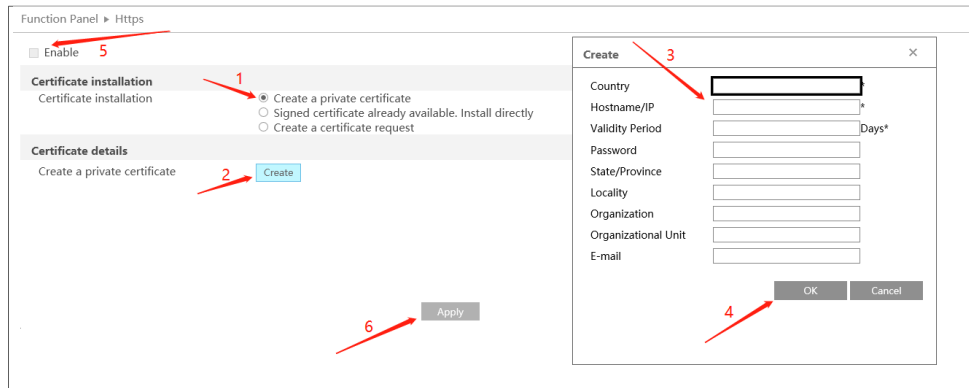 Function Panel ▸ Https
Enable 5
Certificate installation
1
Certificate installation Create a private certificate
Signed certificate already available. Install directly
Create a certificate request
Certificate details
Create a private certificate 2 Create
6 Apply
Create 3 ×
Country *
Hostname/IP *
Validity Period Days*
Password
State/Province
Locality
Organization
Organizational Unit
E-mail
OK Cancel
4